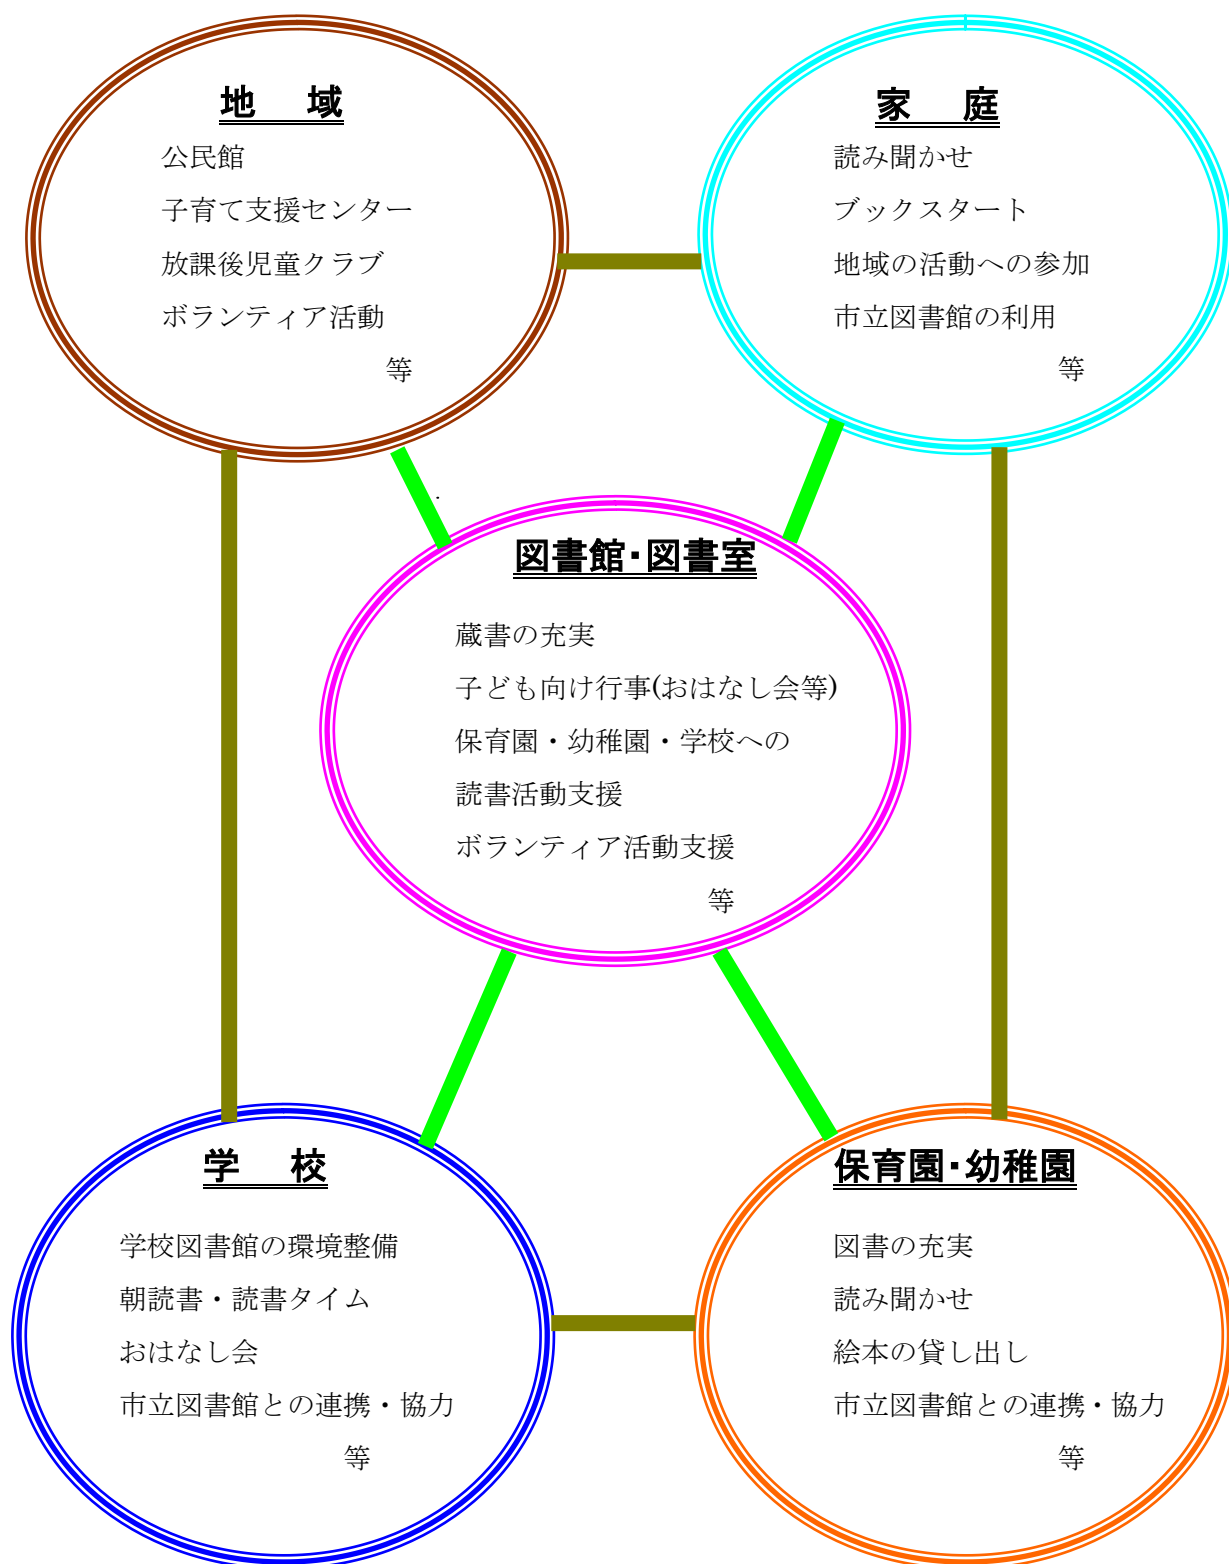 地　域
公民館
子育て支援センター
放課後児童クラブ
ボランティア活動
等
家　庭
読み聞かせ
ブックスタート
地域の活動への参加
市立図書館の利用
等
図書館・図書室
蔵書の充実
子ども向け行事(おはなし会等)
保育園・幼稚園・学校への
読書活動支援
ボランティア活動支援
等
学　校
学校図書館の環境整備
朝読書・読書タイム
おはなし会
市立図書館との連携・協力
等
保育園・幼稚園
図書の充実
読み聞かせ
絵本の貸し出し
市立図書館との連携・協力
等